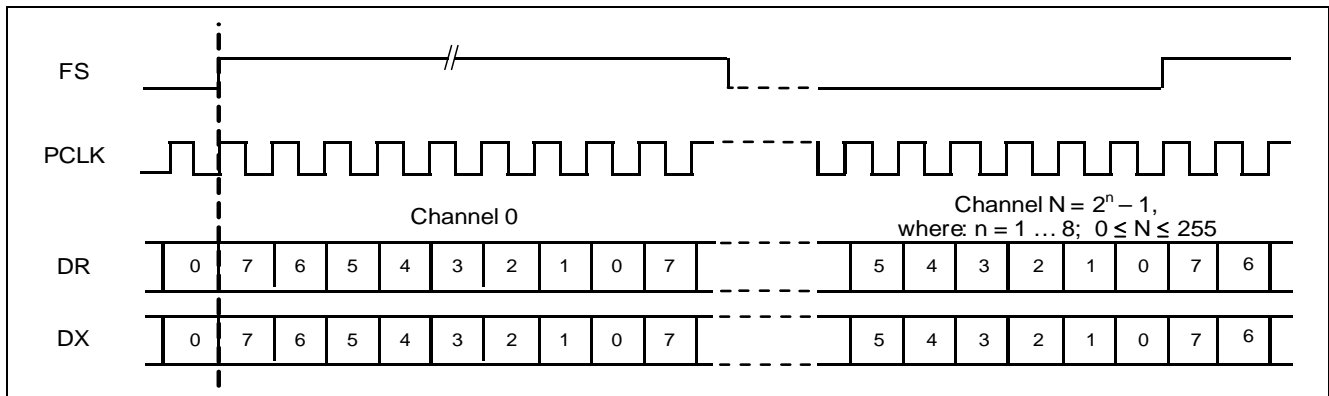 FS
PCLK
Channel 0
Channel N = 2ⁿ – 1,
where: n = 1 … 8; 0 ≤ N ≤ 255
DR 0 7 6 5 4 3 2 1 0 7 5 4 3 2 1 0 7 6
DX 0 7 6 5 4 3 2 1 0 7 5 4 3 2 1 0 7 6